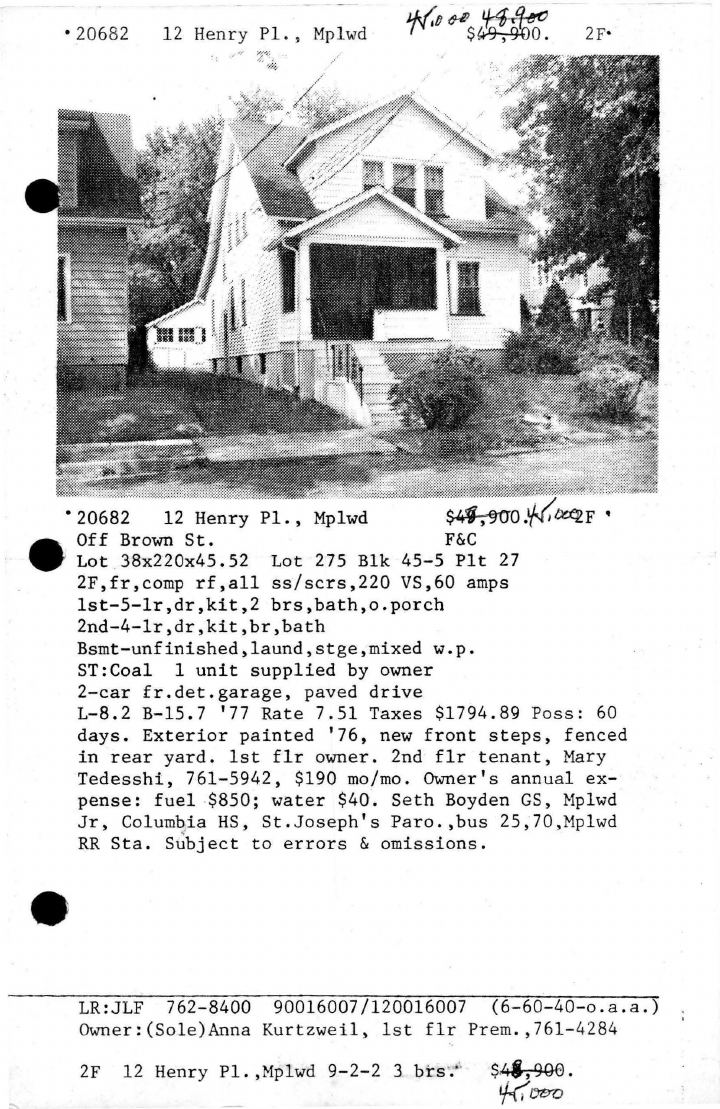 45,000 48,900
•20682 12 Henry Pl., Mplwd $49,900. 2F•
•20682 12 Henry Pl., Mplwd $48,900. 45,000 2F •
Off Brown St. F&C
Lot 38x220x45.52 Lot 275 Blk 45-5 Plt 27
2F,fr,comp rf,all ss/scrs,220 VS,60 amps
1st-5-lr,dr,kit,2 brs,bath,o.porch
2nd-4-lr,dr,kit,br,bath
Bsmt-unfinished,laund,stge,mixed w.p.
ST:Coal 1 unit supplied by owner
2-car fr.det.garage, paved drive
L-8.2 B-15.7 '77 Rate 7.51 Taxes $1794.89 Poss: 60
days. Exterior painted '76, new front steps, fenced
in rear yard. 1st flr owner. 2nd flr tenant, Mary
Tedesshi, 761-5942, $190 mo/mo. Owner's annual ex-
pense: fuel $850; water $40. Seth Boyden GS, Mplwd
Jr, Columbia HS, St.Joseph's Paro.,bus 25,70,Mplwd
RR Sta. Subject to errors & omissions.
LR:JLF 762-8400 90016007/120016007 (6-60-40-o.a.a.)
Owner:(Sole)Anna Kurtzweil, 1st flr Prem.,761-4284
2F 12 Henry Pl.,Mplwd 9-2-2 3 brs. $48,900.
45,000